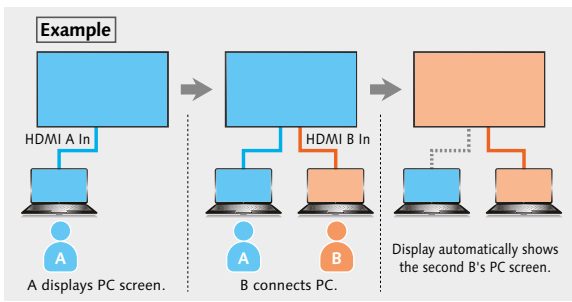 Example
HDMI A In
HDMI B In
A
A
B
A displays PC screen.
B connects PC.
Display automatically shows
the second B's PC screen.